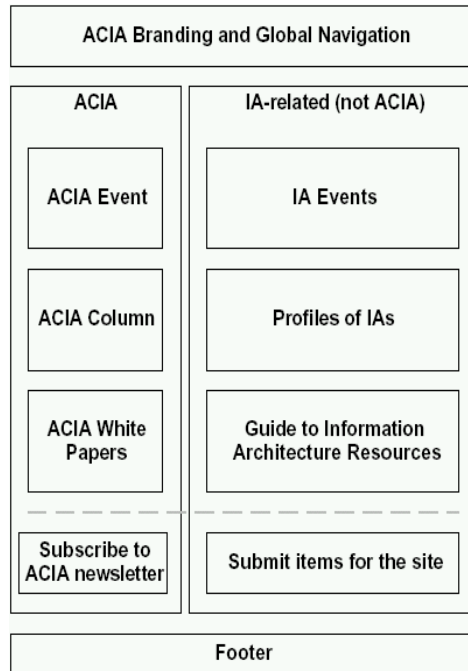 ACIA Branding and Global Navigation
ACIA
ACIA Event
ACIA Column
ACIA White
Papers
Subscribe to
ACIA newsletter
IA-related (not ACIA)
IA Events
Profiles of IAs
Guide to Information
Architecture Resources
Submit items for the site
Footer